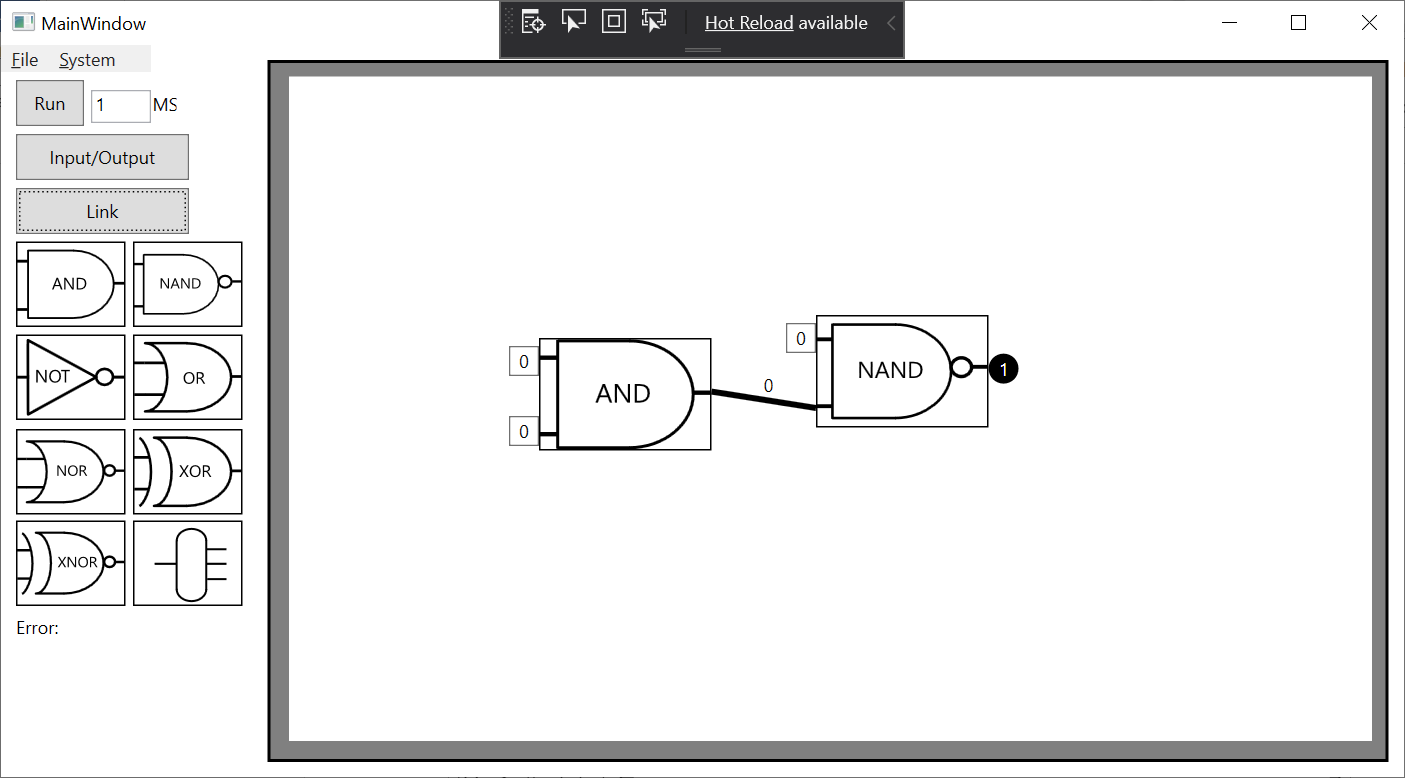 MainWindow
Hot Reload available
File System
Run 1 MS
Input/Output
Link
AND NAND
NOT OR
NOR XOR
XNOR
Error:
0
0
AND
0
0
NAND
1